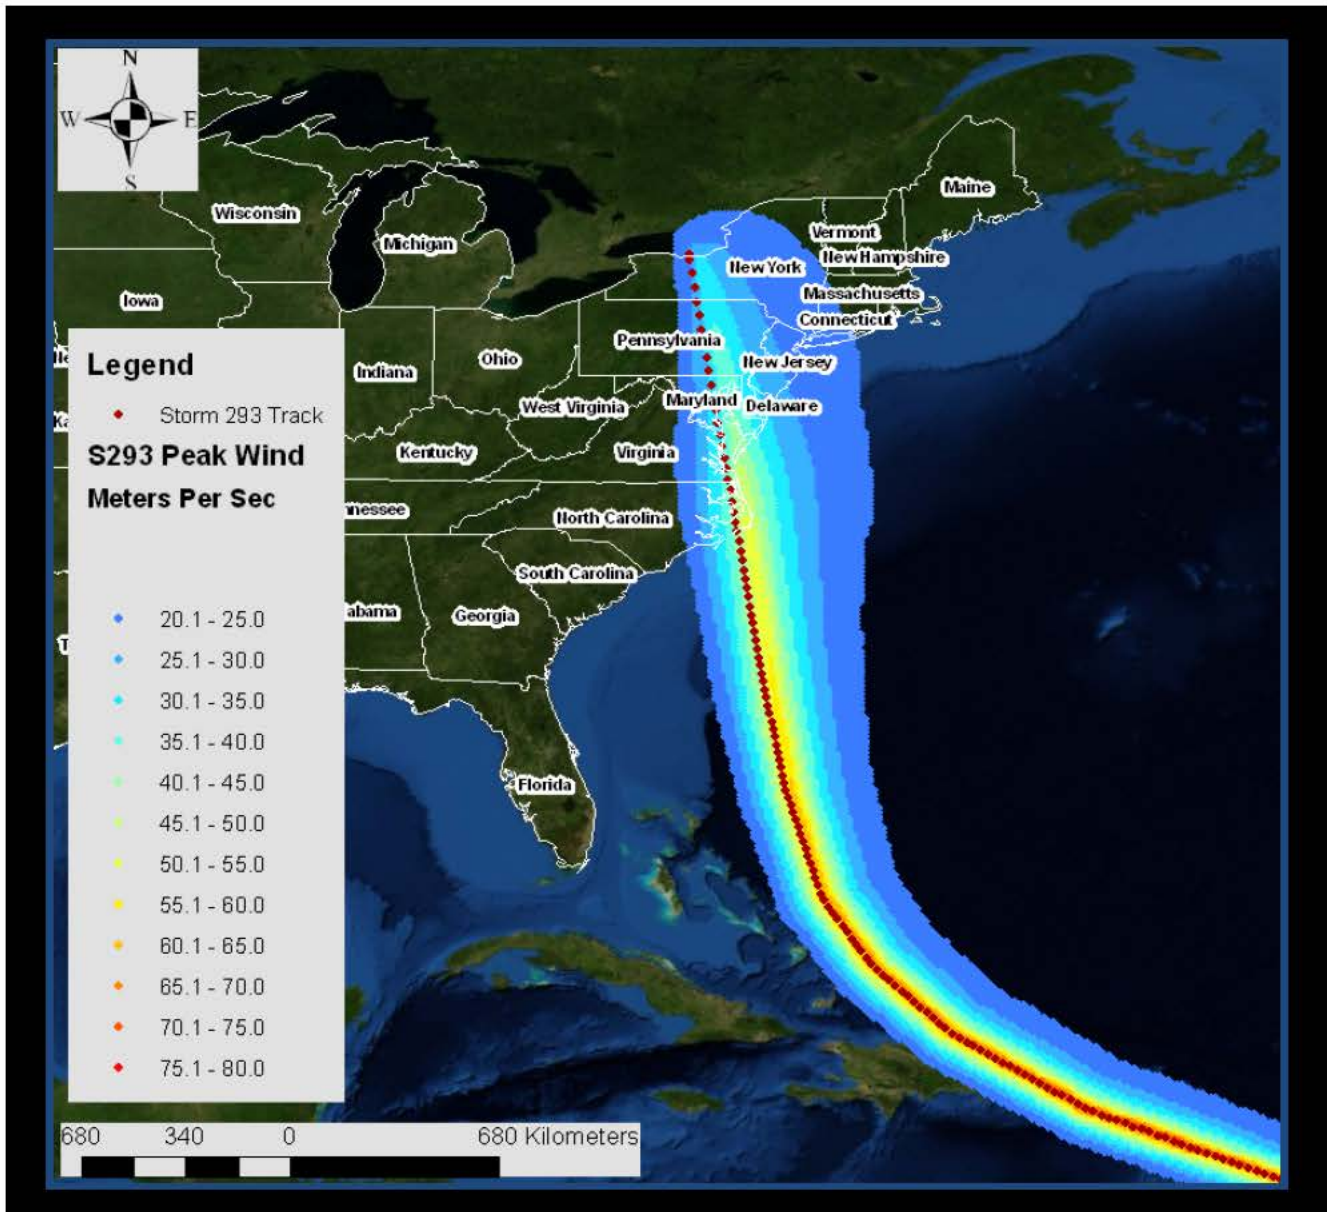 N
W E
S
Maine
Wisconsin
Vermont
Michigan
New Hampshire
New York
Iowa
Massachusetts
Connecticut
Pennsylvania
Ohio
New Jersey
Indiana
Maryland
Delaware
West Virginia
Kentucky
Virginia
nnessee
North Carolina
South Carolina
abama
Georgia
Florida
Legend
Storm 293 Track
S293 Peak Wind
Meters Per Sec
20.1 - 25.0
25.1 - 30.0
30.1 - 35.0
35.1 - 40.0
40.1 - 45.0
45.1 - 50.0
50.1 - 55.0
55.1 - 60.0
60.1 - 65.0
65.1 - 70.0
70.1 - 75.0
75.1 - 80.0
680 340 0 680 Kilometers